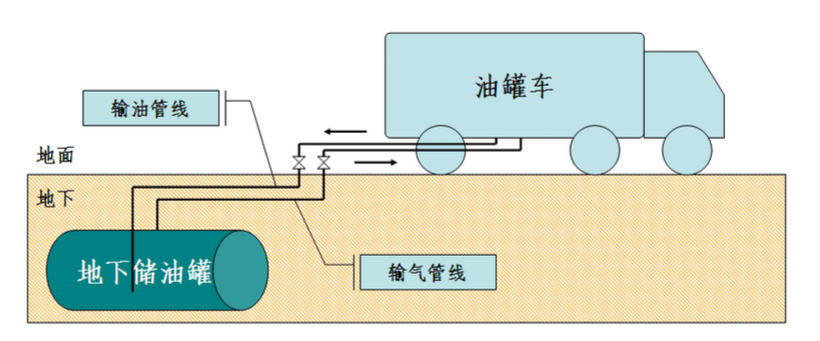 油罐车
输油管线
地面
地下
地下储油罐
输气管线